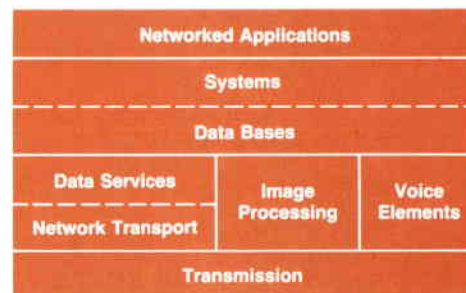 Networked Applications
Systems
Data Bases
Data Services
Network Transport
Image
Processing
Voice
Elements
Transmission